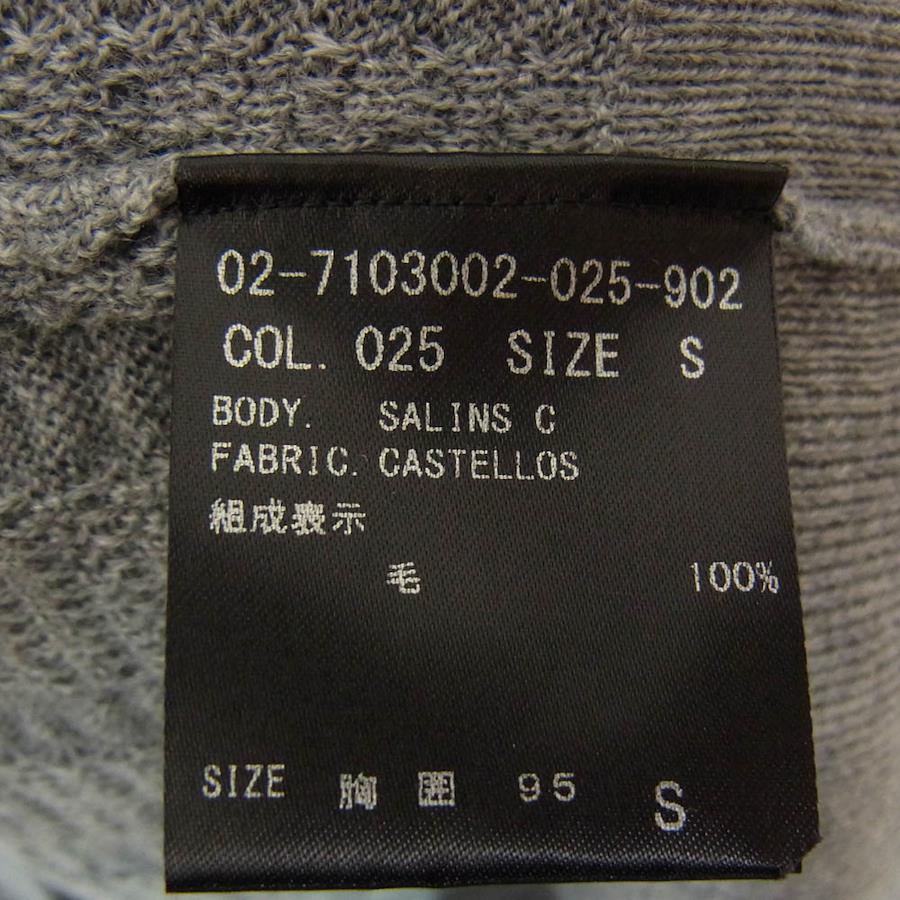 02-7103002-025-902
COL. 025 SIZE S
BODY. SALINS C
FABRIC. CASTELLOS
組成表示
毛 100%
SIZE 胸囲 95 S